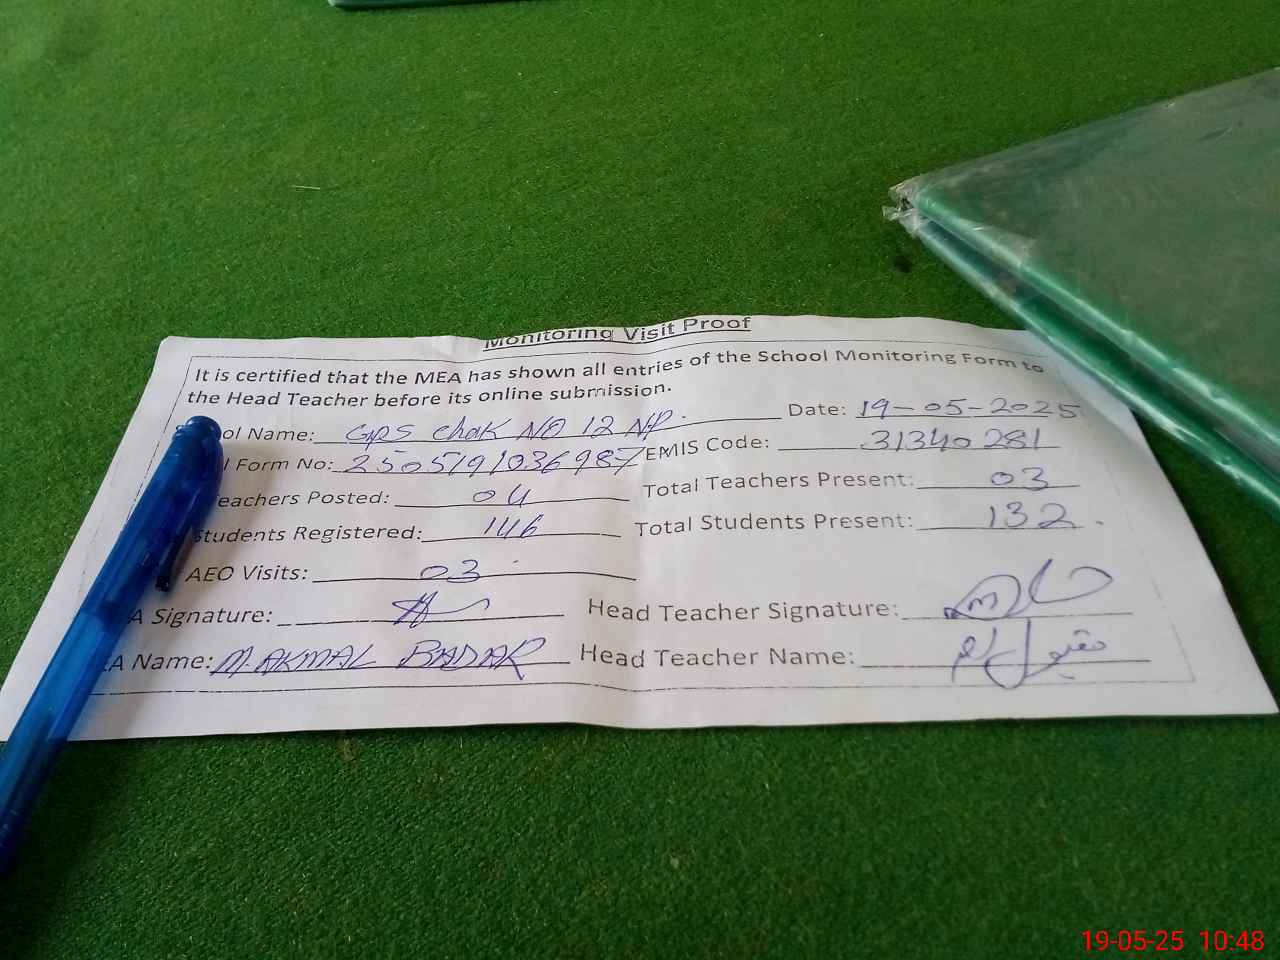 Monitoring Visit Proof
It is certified that the MEA has shown all entries of the School Monitoring Form to
the Head Teacher before its online submission.
ol Name: GPS Chak NO 12 NP. Date: 19-05-2025
l Form No: 2505191036987 EMIS Code: 31340281
eachers Posted: 04 Total Teachers Present: 03
Students Registered: 146 Total Students Present: 132
AEO Visits: 03
A Signature: Head Teacher Signature:
EA Name: M. AKMAL BADAR Head Teacher Name: مقبول
19-05-25 10:48